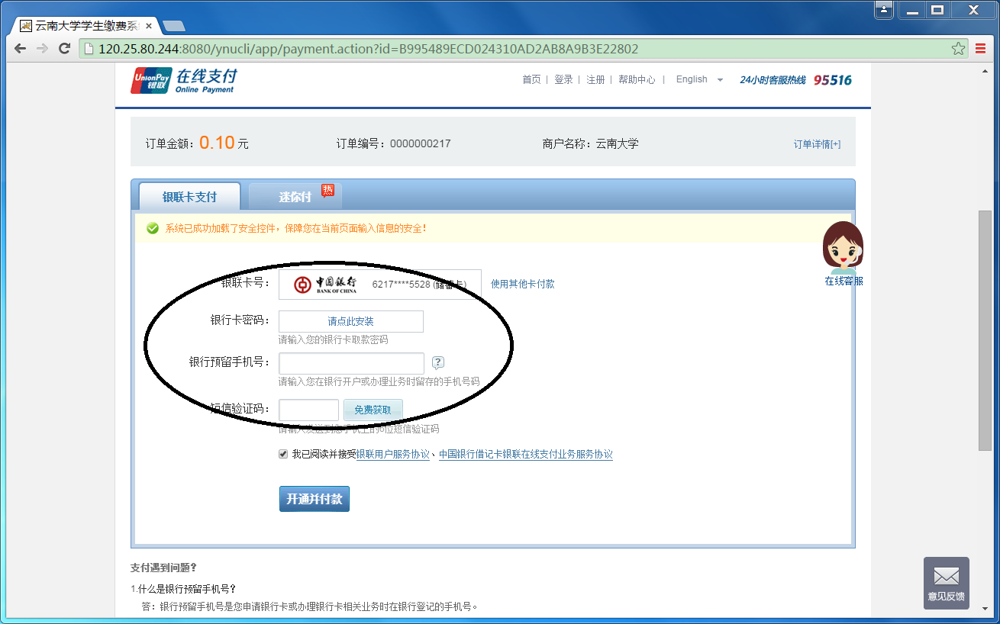 云南大学学生缴费系
120.25.80.244:8080/ynucli/app/payment.action?id=B995489ECD024310AD2AB8A9B3E22802
UnionPay 银联 在线支付 Online Payment
首页 | 登录 | 注册 | 帮助中心 | English 24小时客服热线 95516
订单金额：0.10 元 订单编号：0000000217 商户名称：云南大学 订单详情[+]
银联卡支付 迷你付 热
系统已成功加载了安全控件，保障您在当前页面输入信息的安全！
在线客服
银联卡号： 中国银行 BANK OF CHINA 6217****5528 (储蓄卡) 使用其他卡付款
银行卡密码： 请点此安装
请输入您的银行卡取款密码
银行预留手机号： ?
请输入您在银行开户或办理业务时留存的手机号码
短信验证码： 免费获取
请输入发送到您手机上的6位短信验证码
我已阅读并接受银联用户服务协议、中国银行借记卡银联在线支付业务服务协议
开通并付款
支付遇到问题？
1.什么是银行预留手机号？
答：银行预留手机号是您申请银行卡或办理银行卡相关业务时在银行登记的手机号。
意见反馈